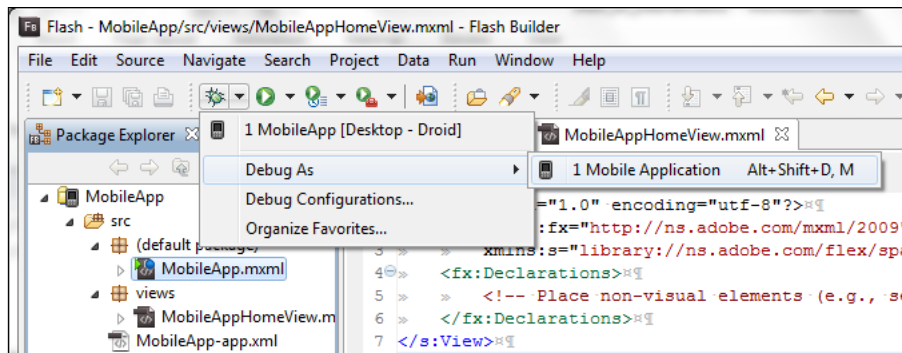 FB Flash - MobileApp/src/views/MobileAppHomeView.mxml - Flash Builder
File Edit Source Navigate Search Project Data Run Window Help
Package Explorer
MobileAppHomeView.mxml
1 MobileApp [Desktop - Droid]
Debug As
1 Mobile Application Alt+Shift+D, M
Debug Configurations...
Organize Favorites...
MobileApp
src
(default package)
MobileApp.mxml
views
MobileAppHomeView.m
MobileApp-app.xml
="1.0" encoding="utf-8"?>¤¶
:fx="http://ns.adobe.com/mxml/2009"
3 » » xmlns:s="library://ns.adobe.com/flex/spa
4 » <fx:Declarations>¤¶
5 » » <!-- Place non-visual elements (e.g., se
6 » </fx:Declarations>¤¶
7 </s:View>¤¶